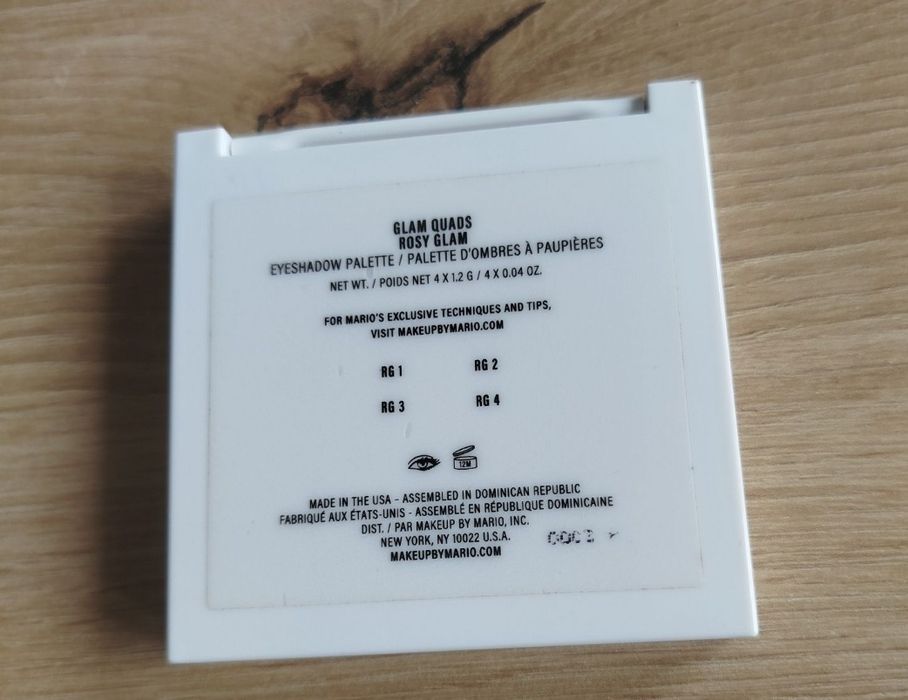 GLAM QUADS
ROSY GLAM
EYESHADOW PALETTE / PALETTE D'OMBRES À PAUPIÈRES
NET WT. / POIDS NET 4 X 1.2 G / 4 X 0.04 OZ.
FOR MARIO'S EXCLUSIVE TECHNIQUES AND TIPS,
VISIT MAKEUPBYMARIO.COM
RG 1 RG 2
RG 3 RG 4
12M
MADE IN THE USA - ASSEMBLED IN DOMINICAN REPUBLIC
FABRIQUÉ AUX ÉTATS-UNIS - ASSEMBLÉ EN RÉPUBLIQUE DOMINICAINE
DIST. / PAR MAKEUP BY MARIO, INC.
NEW YORK, NY 10022 U.S.A.
MAKEUPBYMARIO.COM